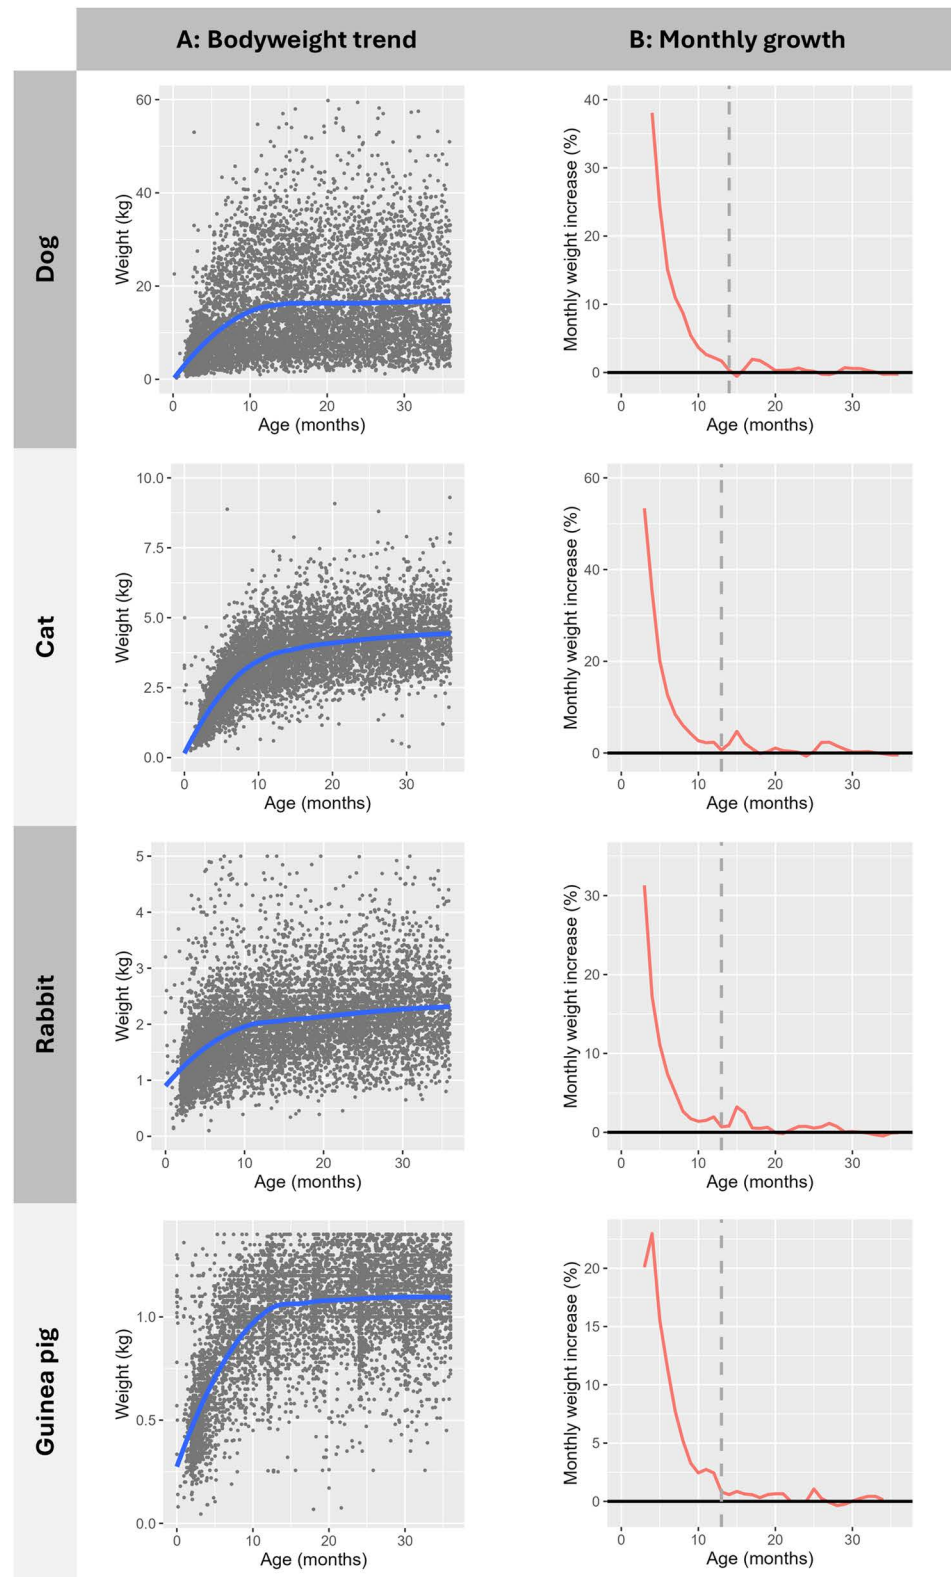 A: Bodyweight trend
B: Monthly growth
Dog
60
40
20
0
Weight (kg)
0 10 20 30
Age (months)
40
30
20
10
0
Monthly weight increase (%)
0 10 20 30
Age (months)
Cat
10.0
7.5
5.0
2.5
0.0
Weight (kg)
0 10 20 30
Age (months)
60
40
20
0
Monthly weight increase (%)
0 10 20 30
Age (months)
Rabbit
5
4
3
2
1
0
Weight (kg)
0 10 20 30
Age (months)
30
20
10
0
Monthly weight increase (%)
0 10 20 30
Age (months)
Guinea pig
1.0
0.5
0.0
Weight (kg)
0 10 20 30
Age (months)
20
15
10
5
0
Monthly weight increase (%)
0 10 20 30
Age (months)